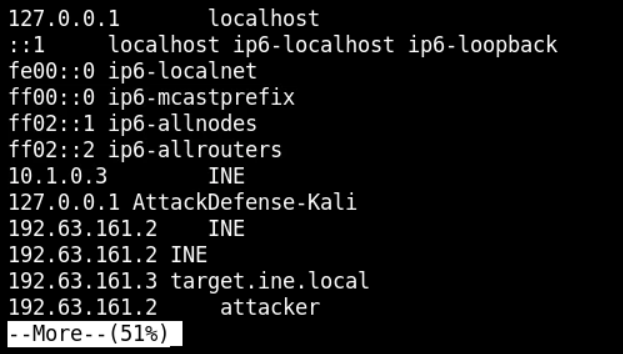 127.0.0.1       localhost
::1     localhost ip6-localhost ip6-loopback
fe00::0 ip6-localnet
ff00::0 ip6-mcastprefix
ff02::1 ip6-allnodes
ff02::2 ip6-allrouters
10.1.0.3        INE
127.0.0.1 AttackDefense-Kali
192.63.161.2    INE
192.63.161.2 INE
192.63.161.3 target.ine.local
192.63.161.2     attacker
--More--(51%)